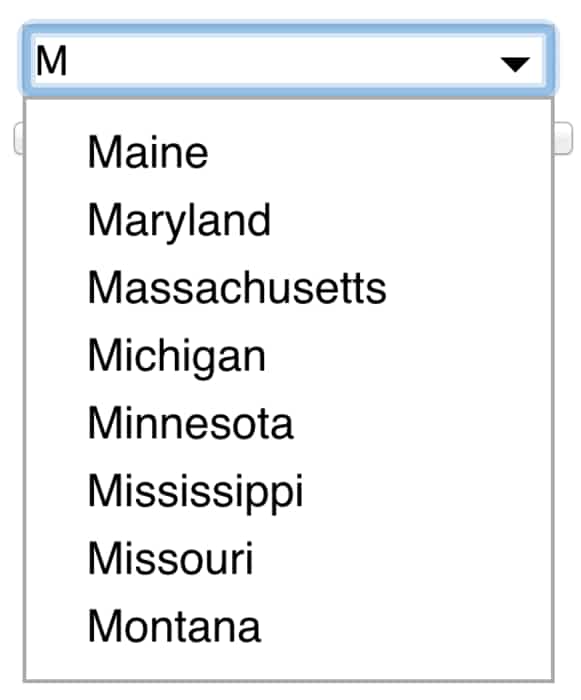 M
Maine
Maryland
Massachusetts
Michigan
Minnesota
Mississippi
Missouri
Montana